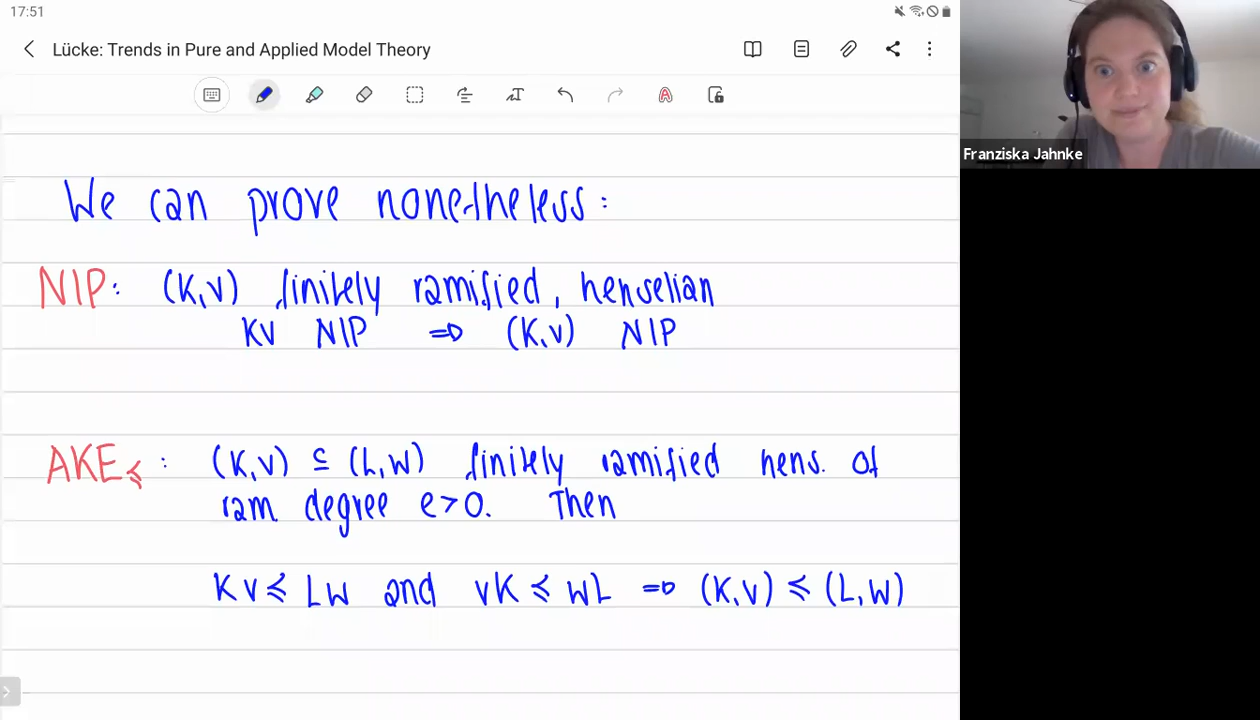 17:51
Lücke: Trends in Pure and Applied Model Theory
Franziska Jahnke
We can prove nonetheless:
NIP: (K,v) finitely ramified, henselian
Kv NIP ⇒ (K,v) NIP
AKE≼: (K,v) ⊆ (L,w) finitely ramified hens. of
ram degree e>0. Then
Kv ≼ Lw and vK ≼ wL ⇒ (K,v) ≼ (L,w)